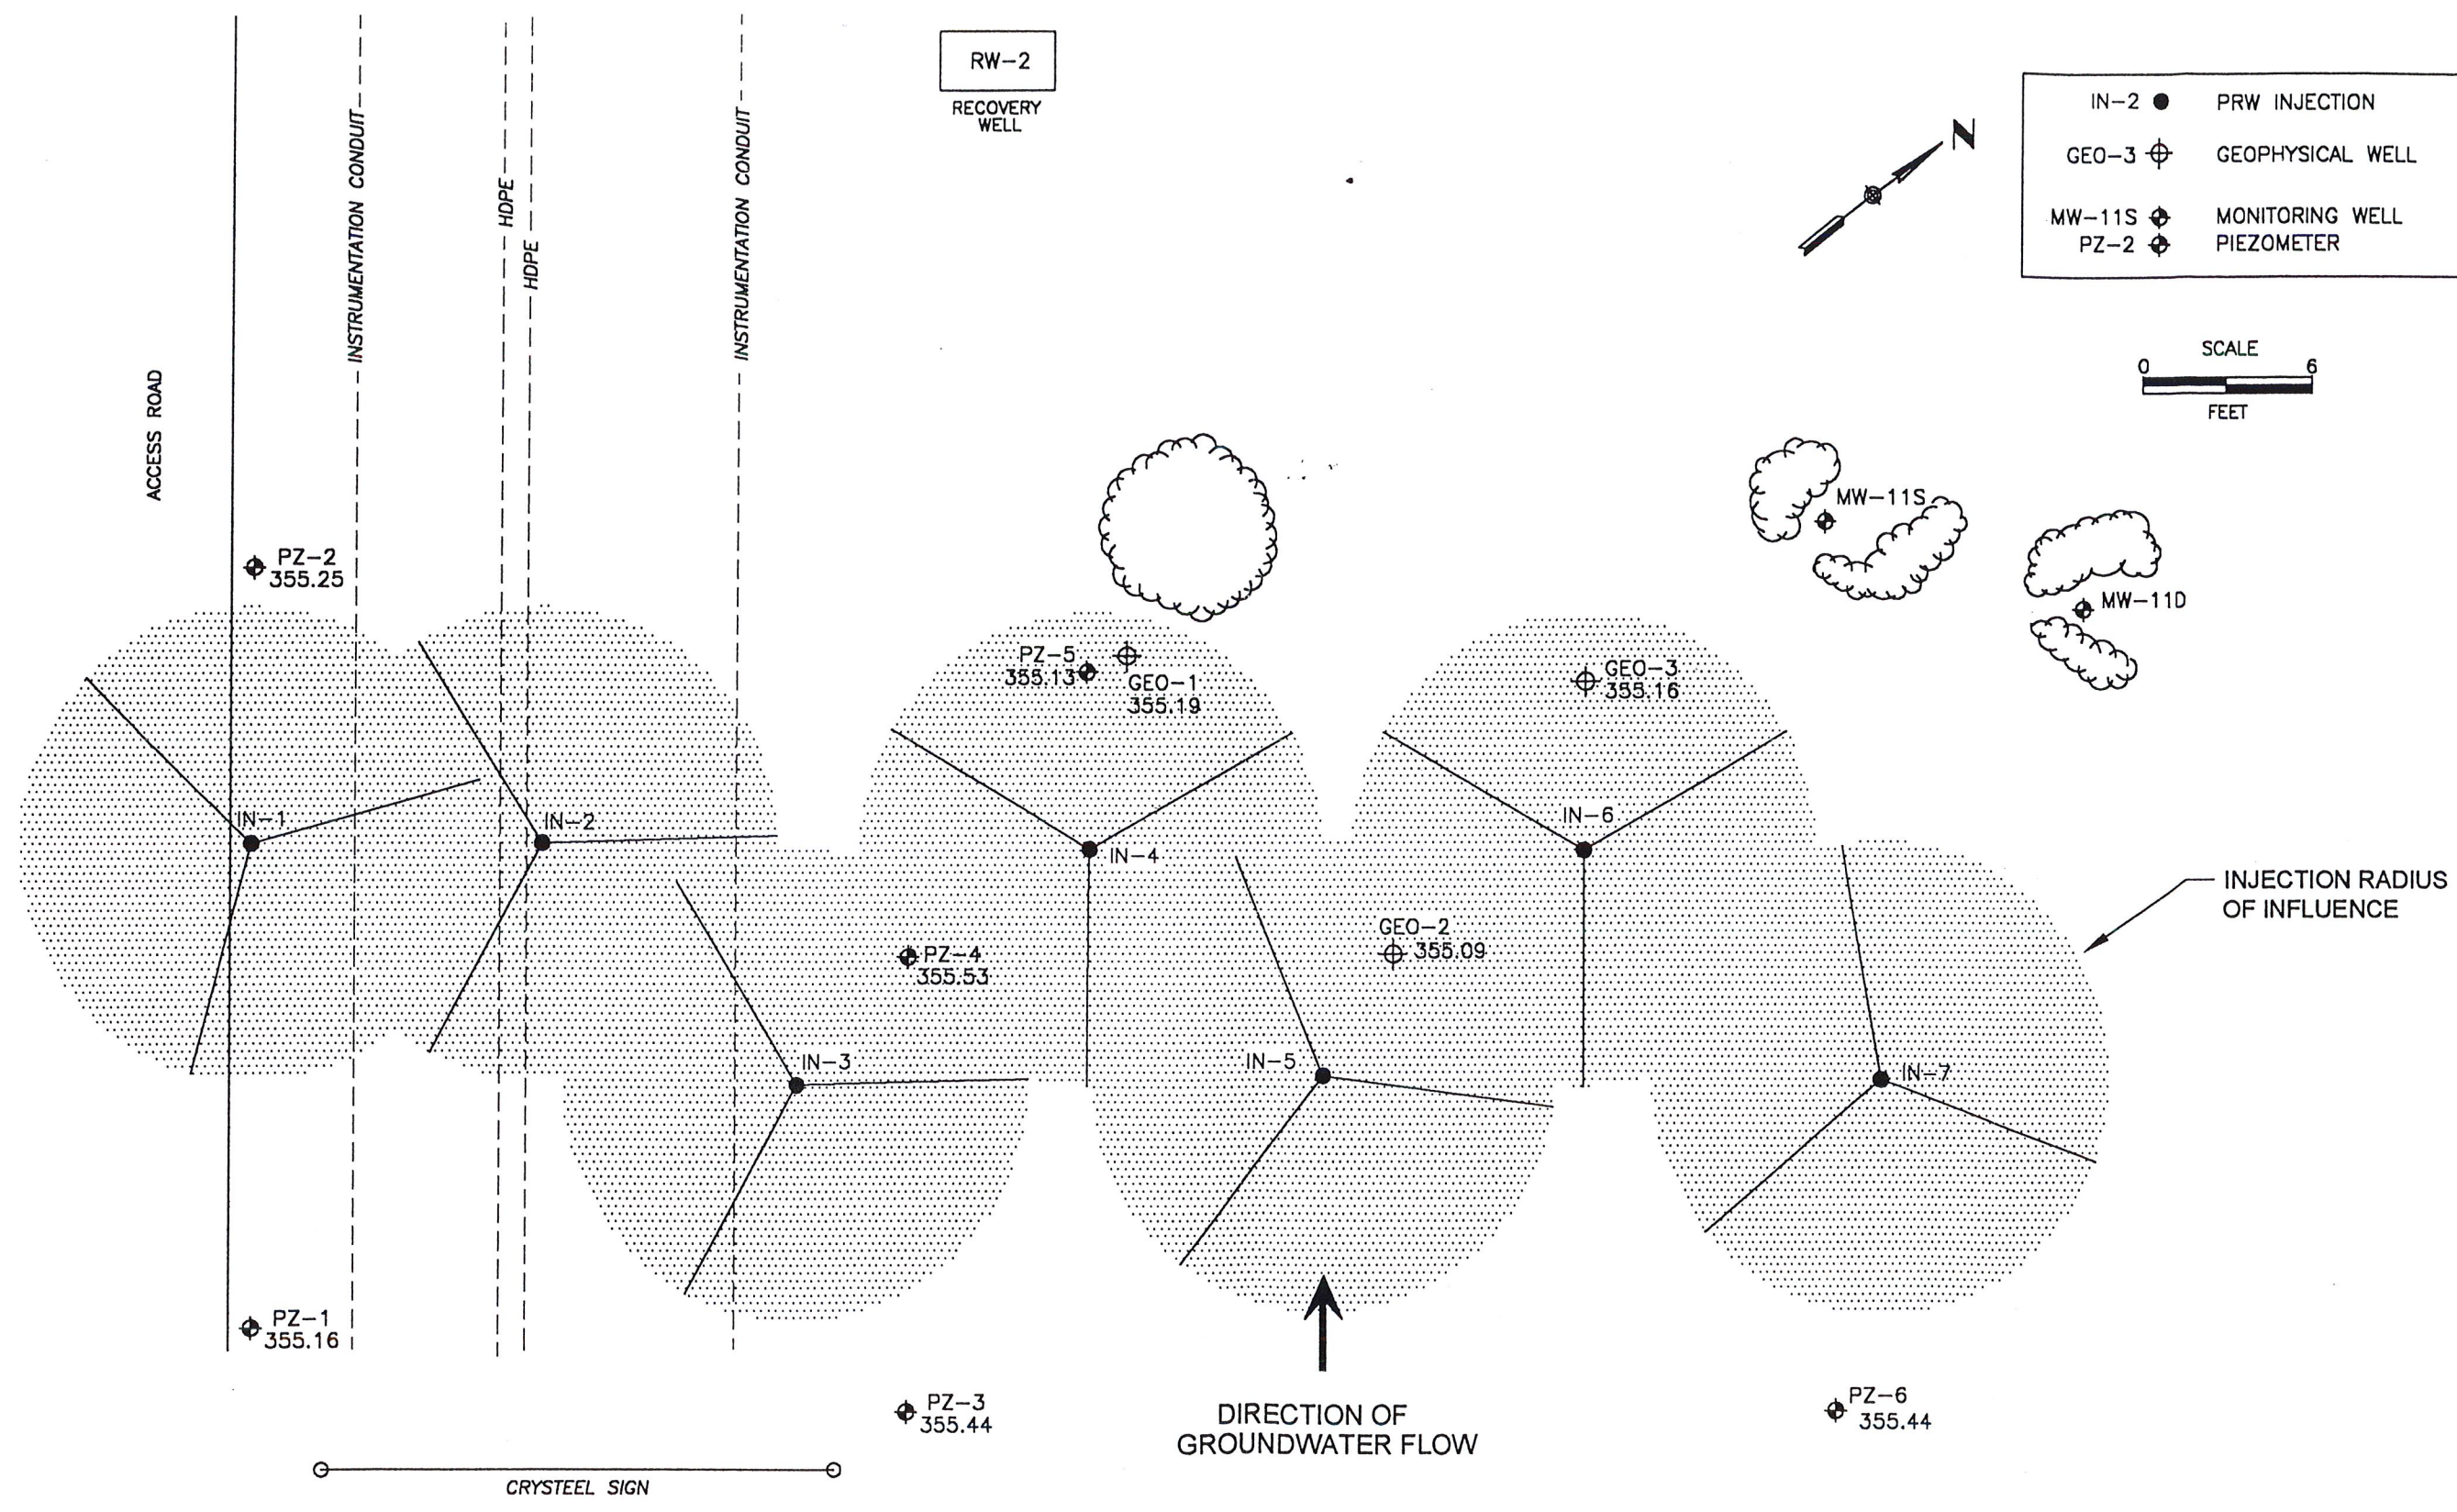 RW-2
RECOVERY
WELL
N
IN-2 PRW INJECTION
GEO-3 GEOPHYSICAL WELL
MW-11S MONITORING WELL
PZ-2 PIEZOMETER
SCALE
0 6
FEET
INSTRUMENTATION CONDUIT
HDPE
HDPE
INSTRUMENTATION CONDUIT
ACCESS ROAD
MW-11S
MW-11D
PZ-2
355.25
PZ-5
355.13
GEO-1
355.19
GEO-3
355.16
IN-1
IN-2
IN-4
IN-6
INJECTION RADIUS
OF INFLUENCE
PZ-4
355.53
GEO-2
355.09
IN-3
IN-5
IN-7
PZ-1
355.16
PZ-3
355.44
DIRECTION OF
GROUNDWATER FLOW
PZ-6
355.44
CRYSTEEL SIGN